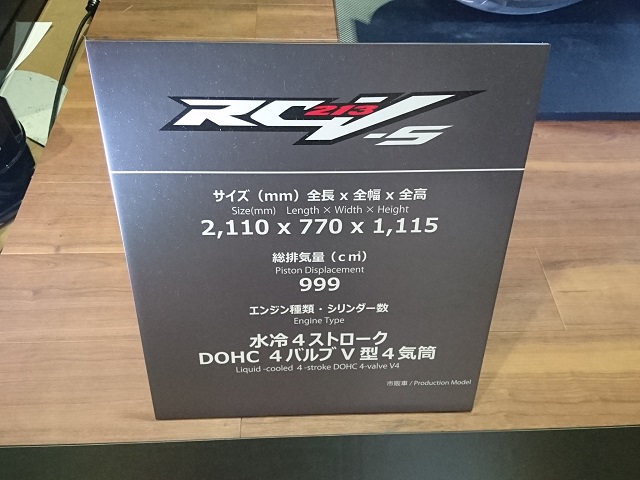 RC213V-S
サイズ（mm）全長 x 全幅 x 全高
Size(mm) Length × Width × Height
2,110 x 770 x 1,115
総排気量（c㎡）
Piston Displacement
999
エンジン種類・シリンダー数
Engine Type
水冷４ストローク
DOHC ４バルブ V 型４気筒
Liquid -cooled 4 -stroke DOHC 4-valve V4
市販車 / Production Model